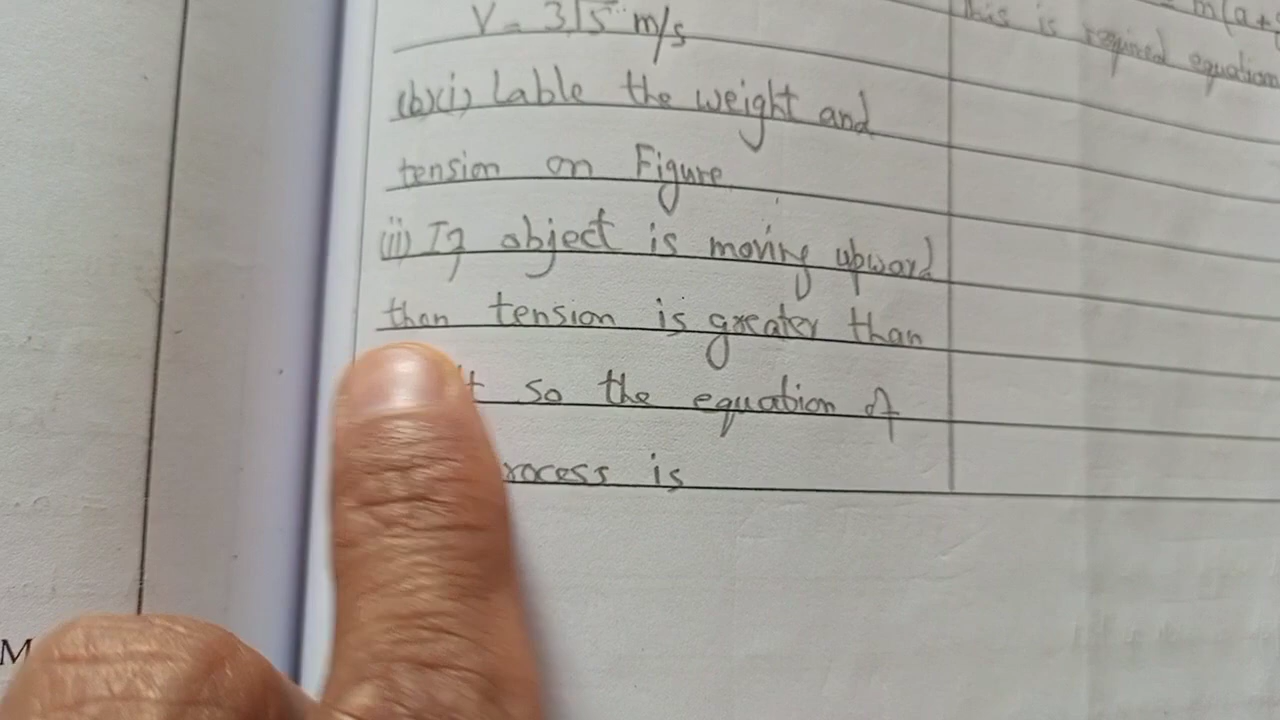 V = 3√5 m/s
(b)(i) Lable the weight and
tension on Figure
(ii) If object is moving upward
than tension is greater than
so the equation of
is
= m(a+
This is required equation
M